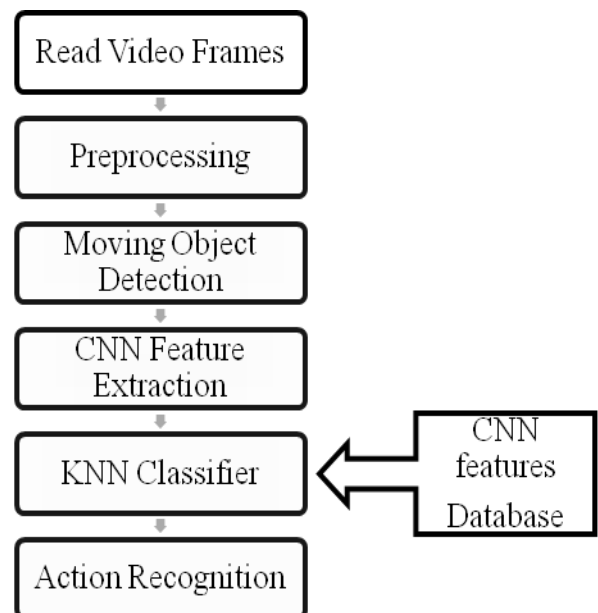 Read Video Frames
Preprocessing
Moving Object
Detection
CNN Feature
Extraction
KNN Classifier
CNN
features
Database
Action Recognition